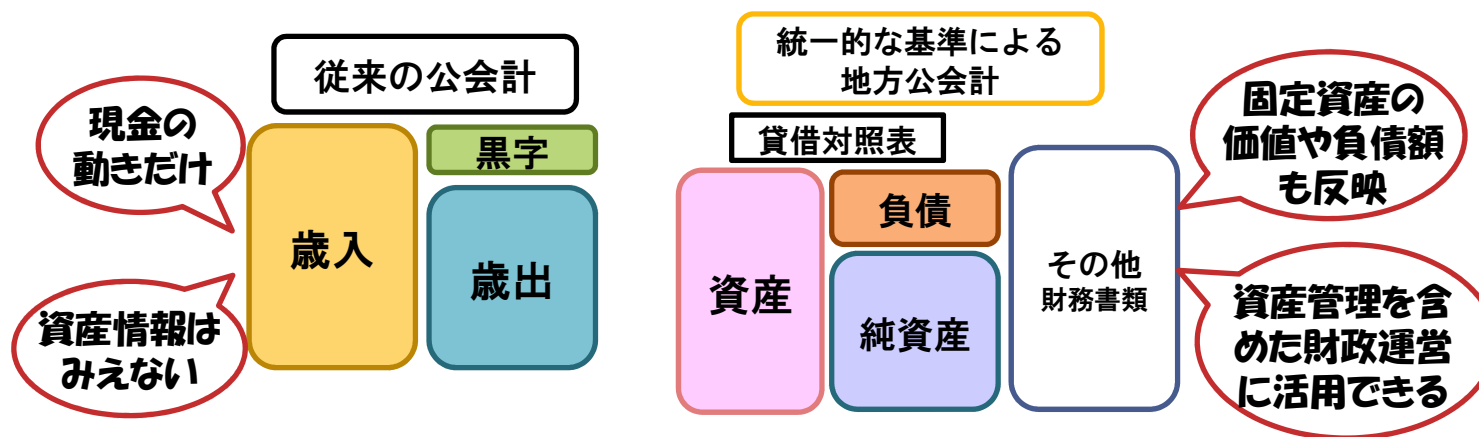 従来の公会計
現金の
動きだけ
資産情報は
みえない
歳入
黒字
歳出
統一的な基準による
地方公会計
貸借対照表
資産
負債
純資産
その他
財務書類
固定資産の
価値や負債額
も反映
資産管理を含
めた財政運営
に活用できる